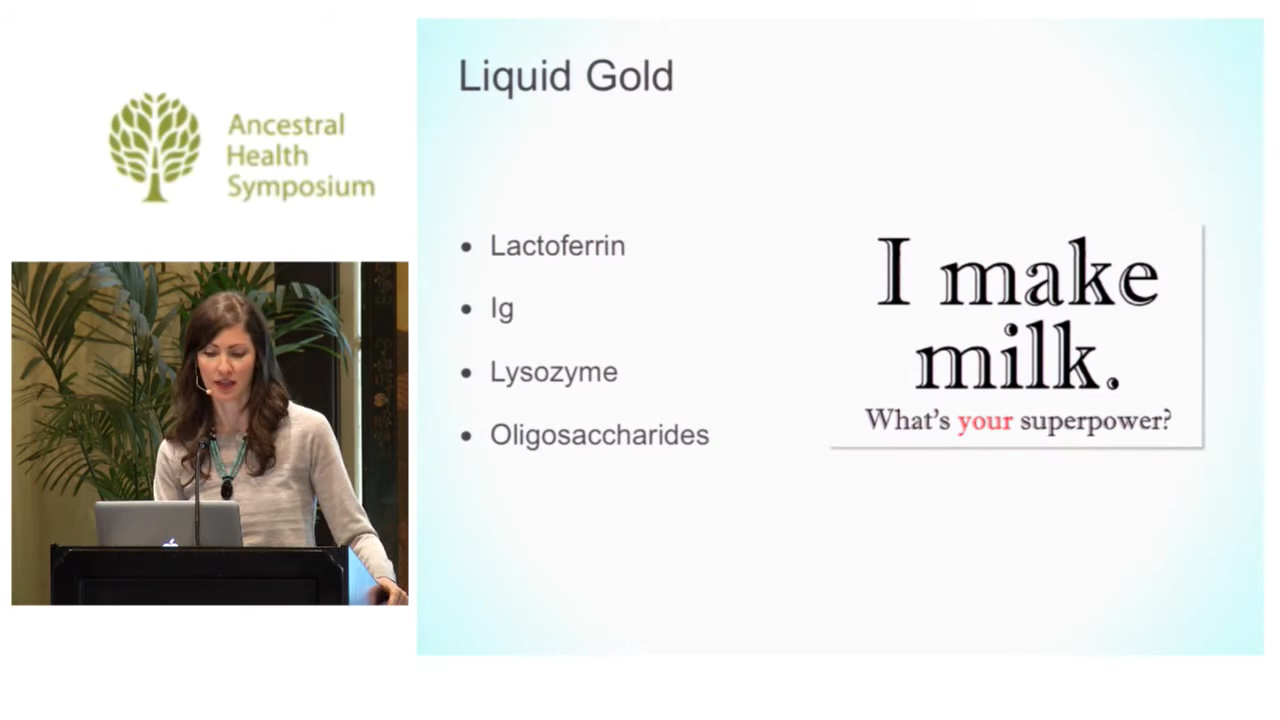 Ancestral
Health
Symposium
Liquid Gold
Lactoferrin
Ig
Lysozyme
Oligosaccharides
I make
milk.
What's your superpower?